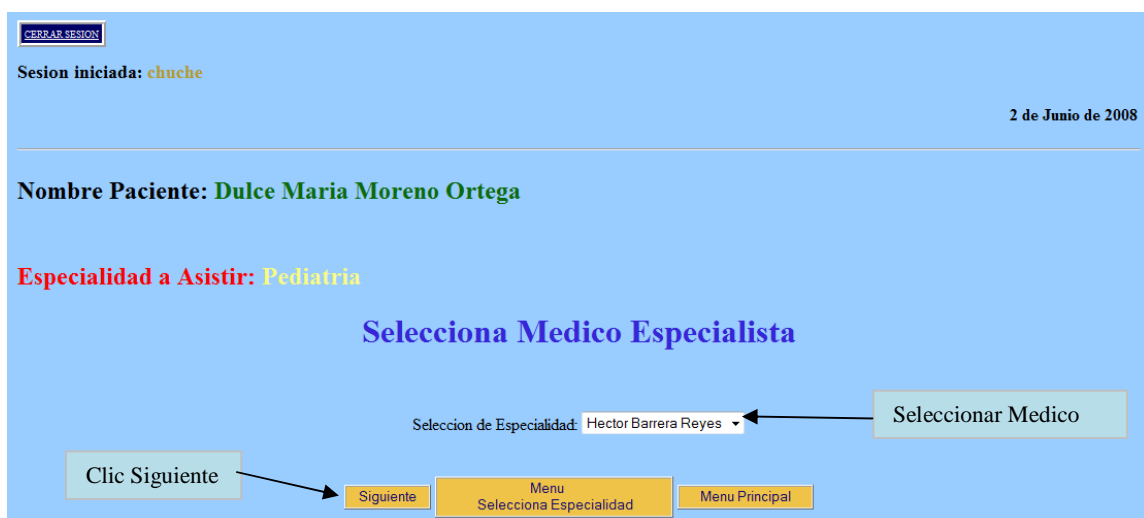 CERRAR SESION
Sesion iniciada: chuche
2 de Junio de 2008
Nombre Paciente: Dulce Maria Moreno Ortega
Especialidad a Asistir: Pediatria
Selecciona Medico Especialista
Seleccion de Especialidad: Hector Barrera Reyes
Seleccionar Medico
Clic Siguiente
Siguiente
Menu
Selecciona Especialidad
Menu Principal